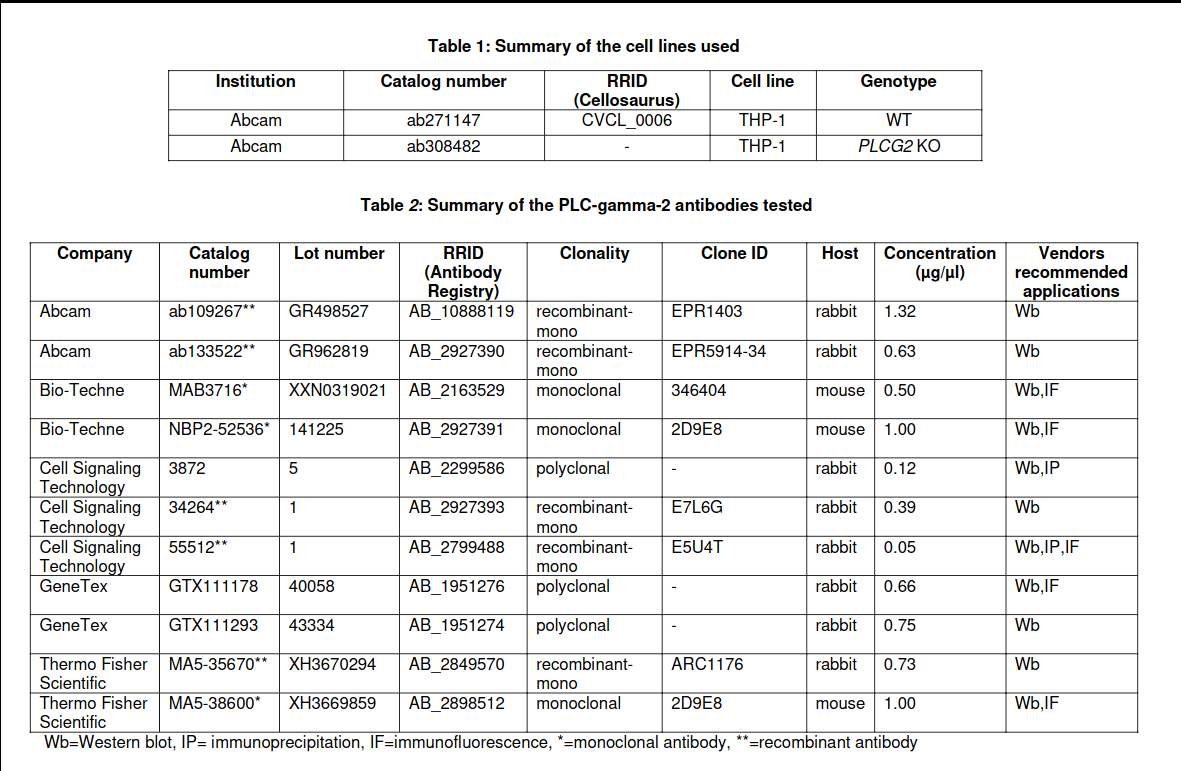 Table 1: Summary of the cell lines used
Institution Catalog number RRID (Cellosaurus) Cell line Genotype
Abcam ab271147 CVCL_0006 THP-1 WT
Abcam ab308482 - THP-1 PLCG2 KO
Table 2: Summary of the PLC-gamma-2 antibodies tested
Company Catalog number Lot number RRID (Antibody Registry) Clonality Clone ID Host Concentration (µg/µl) Vendors recommended applications
Abcam ab109267** GR498527 AB_10888119 recombinant-mono EPR1403 rabbit 1.32 Wb
Abcam ab133522** GR962819 AB_2927390 recombinant-mono EPR5914-34 rabbit 0.63 Wb
Bio-Techne MAB3716* XXN0319021 AB_2163529 monoclonal 346404 mouse 0.50 Wb,IF
Bio-Techne NBP2-52536* 141225 AB_2927391 monoclonal 2D9E8 mouse 1.00 Wb,IF
Cell Signaling Technology 3872 5 AB_2299586 polyclonal - rabbit 0.12 Wb,IP
Cell Signaling Technology 34264** 1 AB_2927393 recombinant-mono E7L6G rabbit 0.39 Wb
Cell Signaling Technology 55512** 1 AB_2799488 recombinant-mono E5U4T rabbit 0.05 Wb,IP,IF
GeneTex GTX111178 40058 AB_1951276 polyclonal - rabbit 0.66 Wb,IF
GeneTex GTX111293 43334 AB_1951274 polyclonal - rabbit 0.75 Wb
Thermo Fisher Scientific MA5-35670** XH3670294 AB_2849570 recombinant-mono ARC1176 rabbit 0.73 Wb
Thermo Fisher Scientific MA5-38600* XH3669859 AB_2898512 monoclonal 2D9E8 mouse 1.00 Wb,IF
Wb=Western blot, IP= immunoprecipitation, IF=immunofluorescence, *=monoclonal antibody, **=recombinant antibody